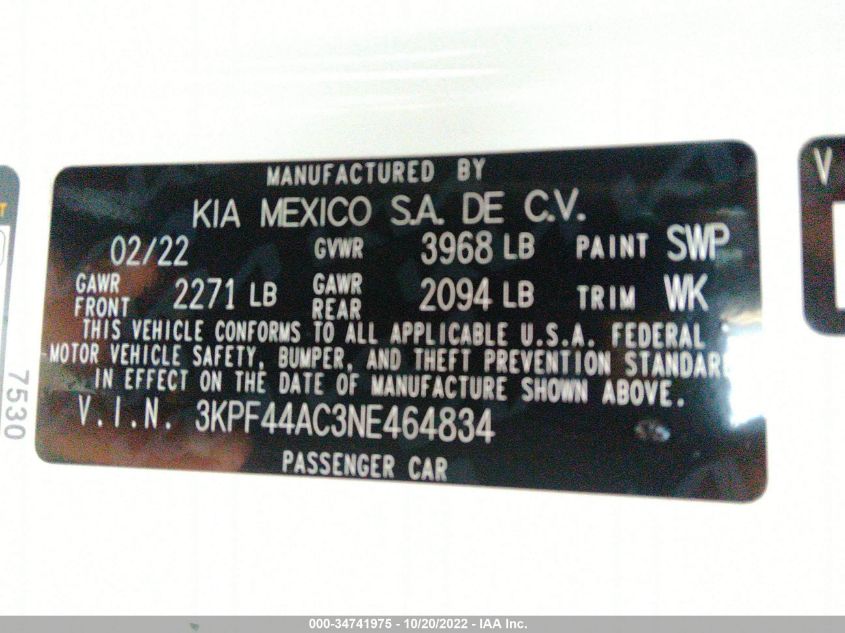 MANUFACTURED BY
KIA MEXICO S.A. DE C.V.
02/22 GVWR 3968 LB PAINT SWP
GAWR FRONT 2271 LB GAWR REAR 2094 LB TRIM WK
THIS VEHICLE CONFORMS TO ALL APPLICABLE U.S.A. FEDERAL
MOTOR VEHICLE SAFETY, BUMPER, AND THEFT PREVENTION STANDAR
IN EFFECT ON THE DATE OF MANUFACTURE SHOWN ABOVE.
V.I.N. 3KPF44AC3NE464834
PASSENGER CAR
7530
V
000-34741975 - 10/20/2022 - IAA Inc.